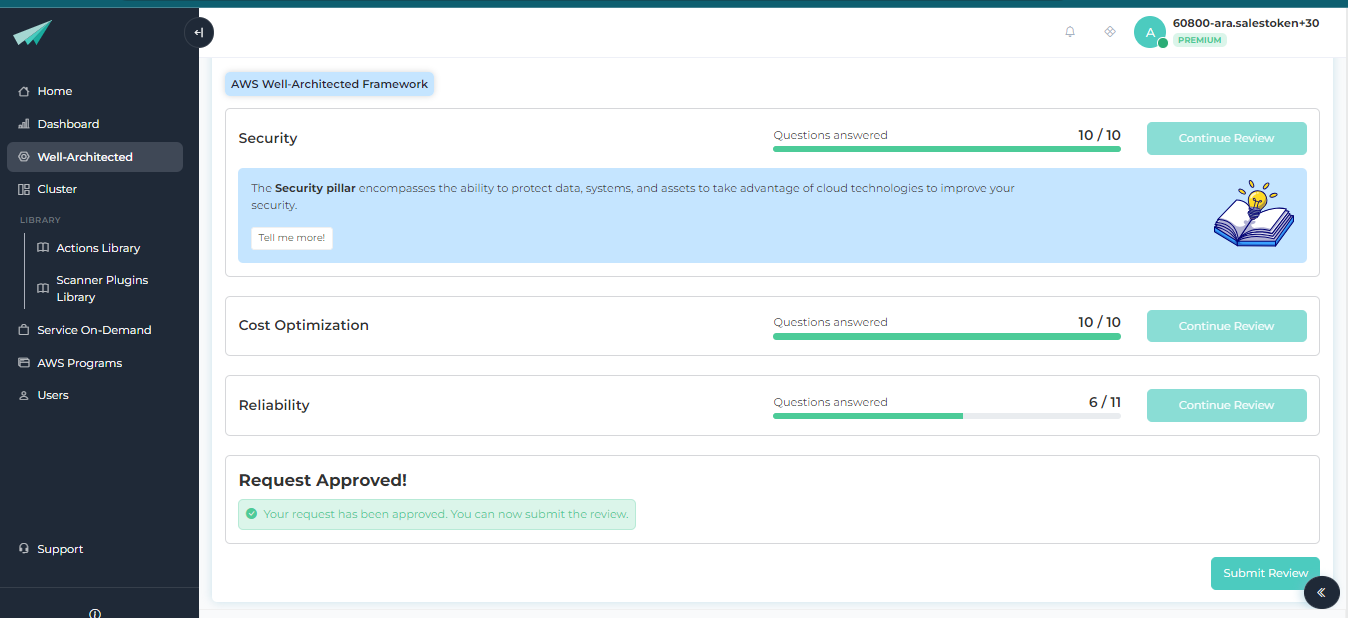 60800-ara.salestoken+30
A
PREMIUM
Home
Dashboard
Well-Architected
Cluster
LIBRARY
Actions Library
Scanner Plugins
Library
Service On-Demand
AWS Programs
Users
Support
AWS Well-Architected Framework
Security
Questions answered
10 / 10
Continue Review
The Security pillar encompasses the ability to protect data, systems, and assets to take advantage of cloud technologies to improve your
security.
Tell me more!
Cost Optimization
Questions answered
10 / 10
Continue Review
Reliability
Questions answered
6 / 11
Continue Review
Request Approved!
Your request has been approved. You can now submit the review.
Submit Review